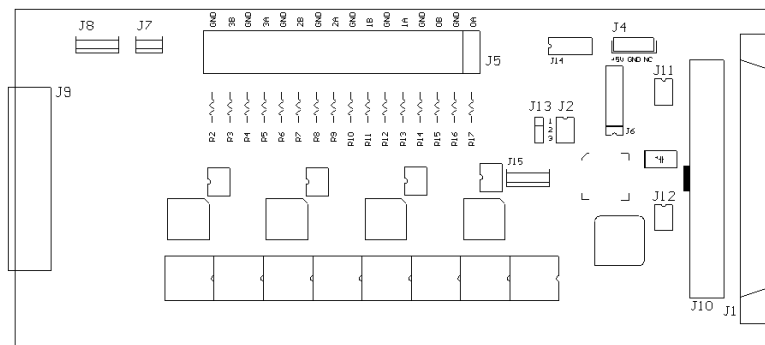 GND 3B GND 3A GND 2B GND 2A GND 1B GND 1A GND 0B GND 0A
J8 J7 J4
J5 J14
+5V GND NC
J11
J9
J13 J2
1
2
3
J6
R2 R3 R4 R5 R6 R7 R8 R9 R10 R11 R12 R13 R14 R15 R16 R17
J15
J12
J10 J1